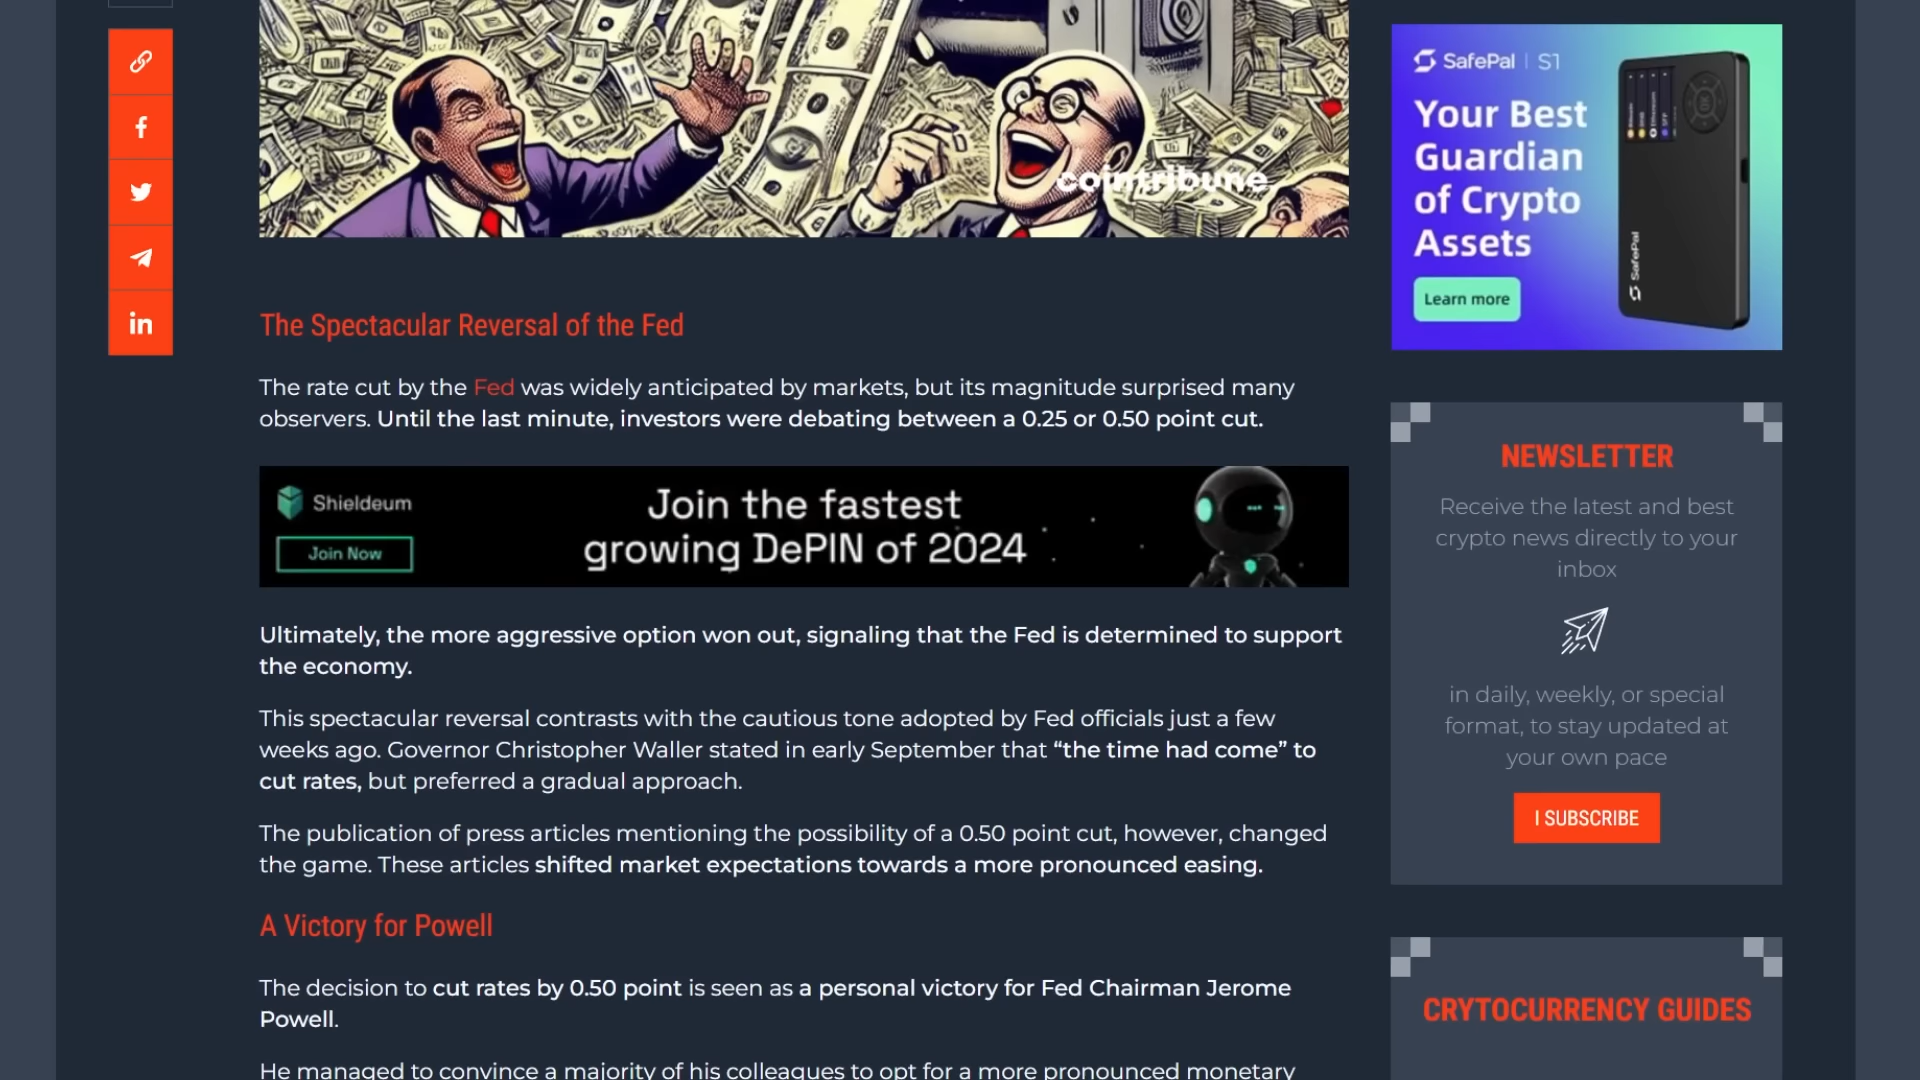 cointribune
The Spectacular Reversal of the Fed
The rate cut by the Fed was widely anticipated by markets, but its magnitude surprised many
observers. Until the last minute, investors were debating between a 0.25 or 0.50 point cut.
Shieldeum
Join Now
Join the fastest
growing DePIN of 2024
Ultimately, the more aggressive option won out, signaling that the Fed is determined to support
the economy.
This spectacular reversal contrasts with the cautious tone adopted by Fed officials just a few
weeks ago. Governor Christopher Waller stated in early September that “the time had come” to
cut rates, but preferred a gradual approach.
The publication of press articles mentioning the possibility of a 0.50 point cut, however, changed
the game. These articles shifted market expectations towards a more pronounced easing.
A Victory for Powell
The decision to cut rates by 0.50 point is seen as a personal victory for Fed Chairman Jerome
Powell.
He managed to convince a majority of his colleagues to opt for a more pronounced monetary
SafePal | S1
Your Best
Guardian
of Crypto
Assets
Learn more
SafePal
NEWSLETTER
Receive the latest and best
crypto news directly to your
inbox
in daily, weekly, or special
format, to stay updated at
your own pace
I SUBSCRIBE
CRYTOCURRENCY GUIDES